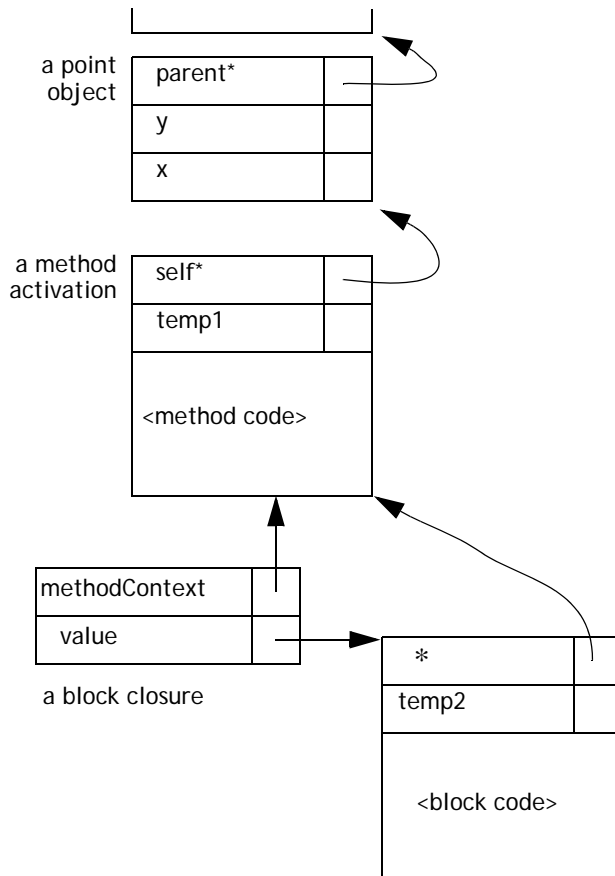 a point
object
parent*
y
x
a method
activation
self*
temp1
<method code>
methodContext
value
a block closure
*
temp2
<block code>